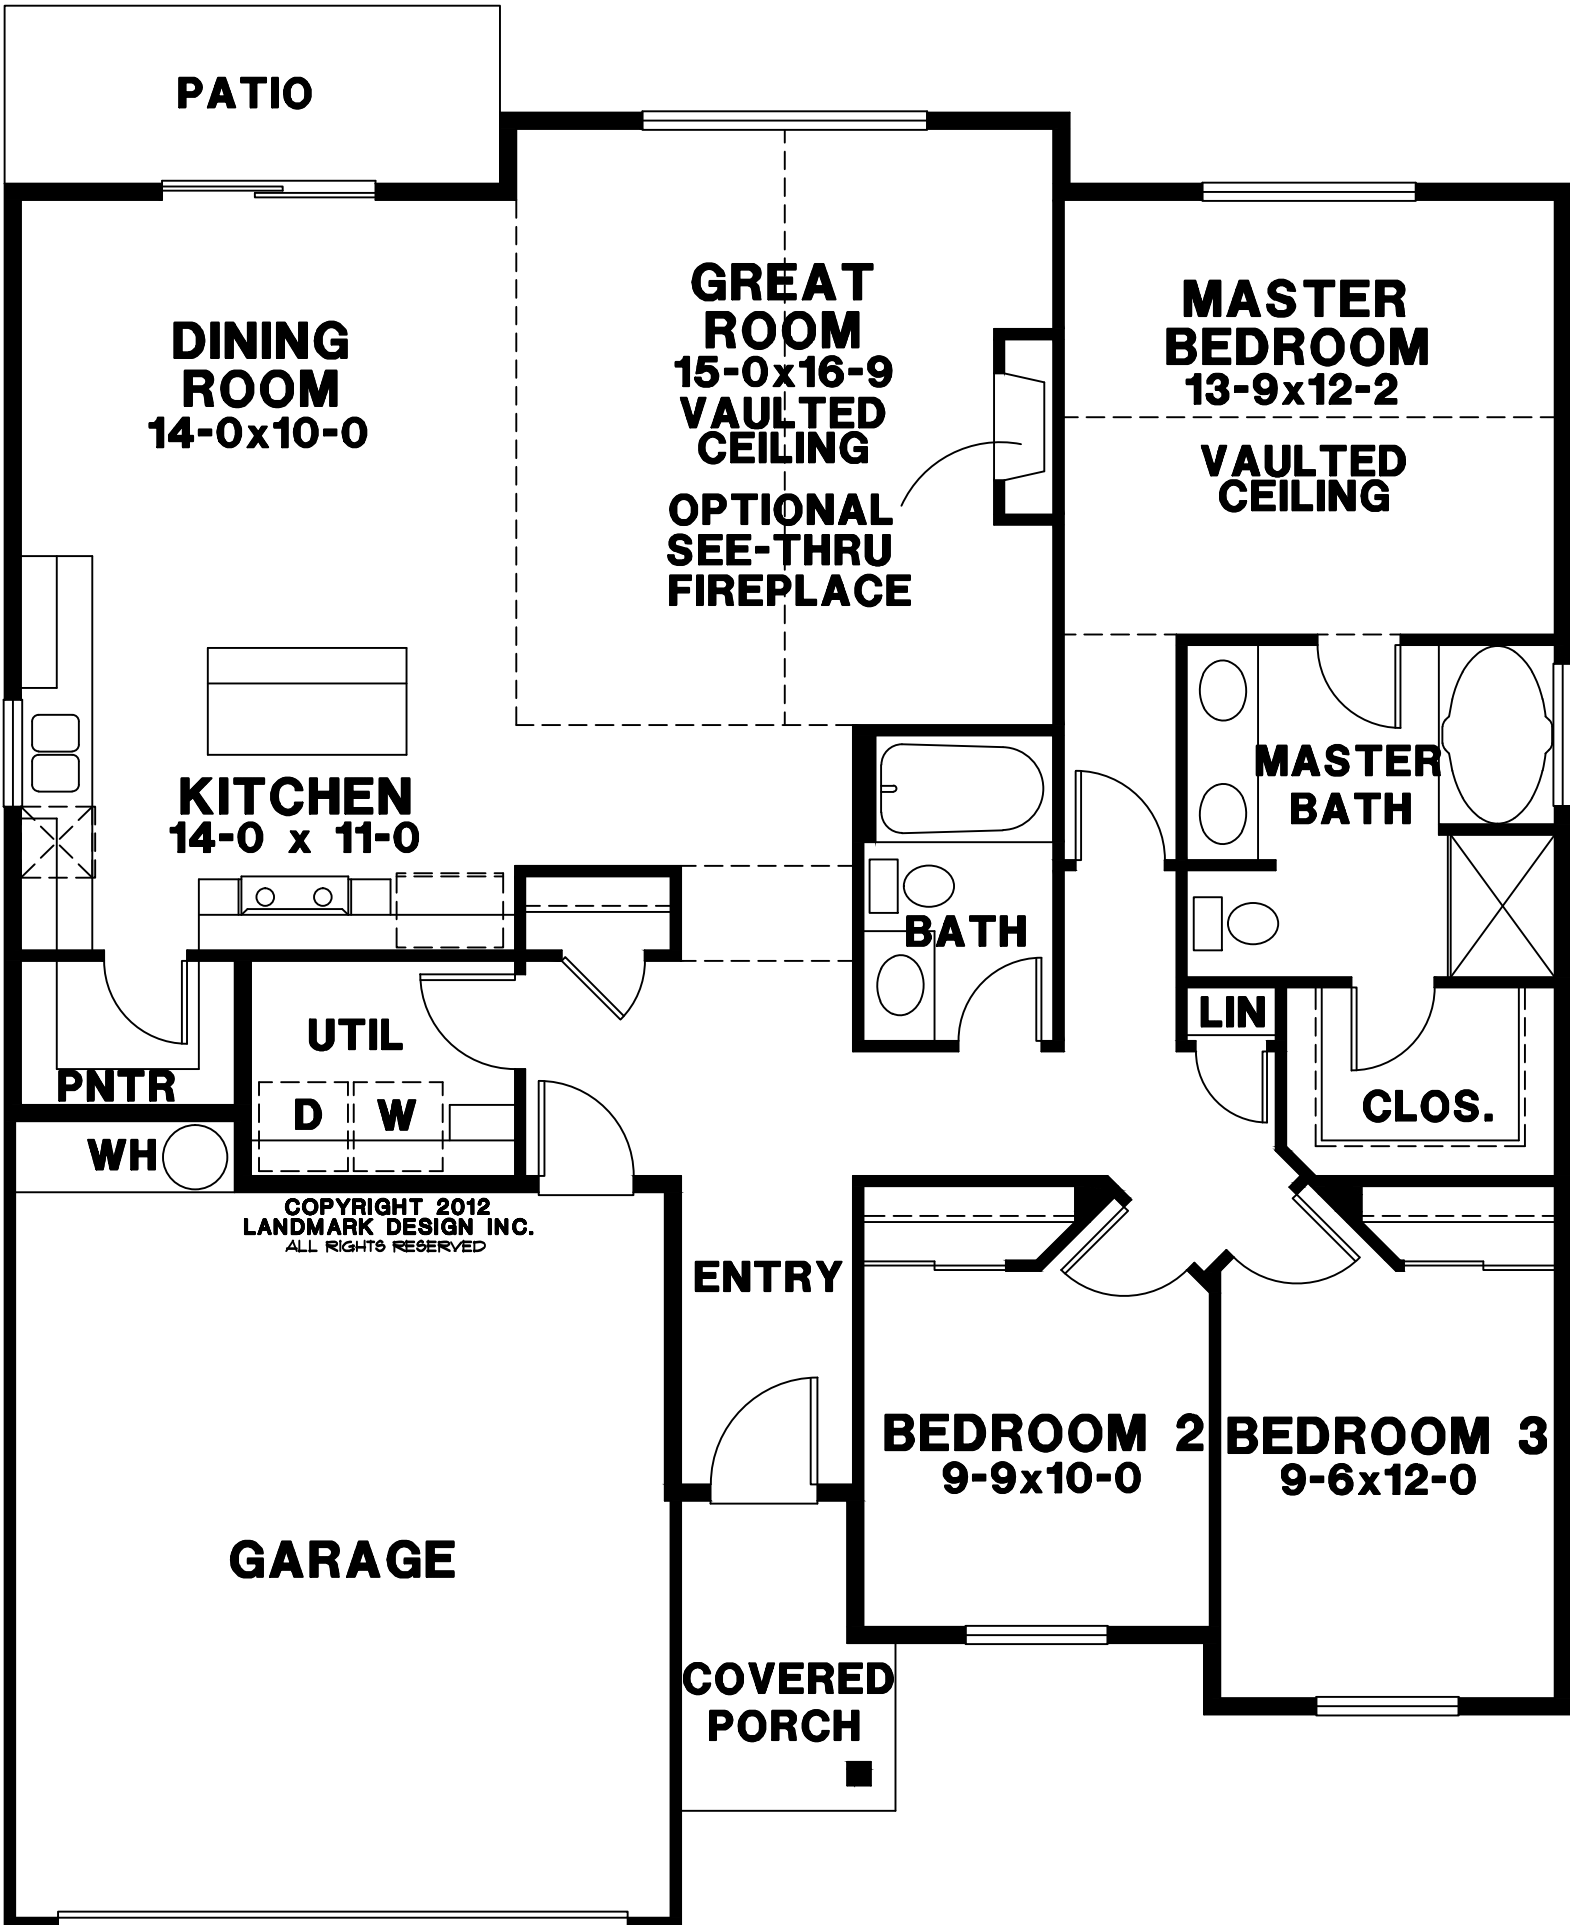 PATIO
GREAT
ROOM
15-0x16-9
VAULTED
CEILING
OPTIONAL
SEE-THRU
FIREPLACE
MASTER
BEDROOM
13-9x12-2
VAULTED
CEILING
DINING
ROOM
14-0x10-0
KITCHEN
14-0 x 11-0
MASTER
BATH
BATH
LIN
CLOS.
UTIL
D W
PNTR
WH
COPYRIGHT 2012
LANDMARK DESIGN INC.
ALL RIGHTS RESERVED
ENTRY
BEDROOM 2
9-9x10-0
BEDROOM 3
9-6x12-0
GARAGE
COVERED
PORCH